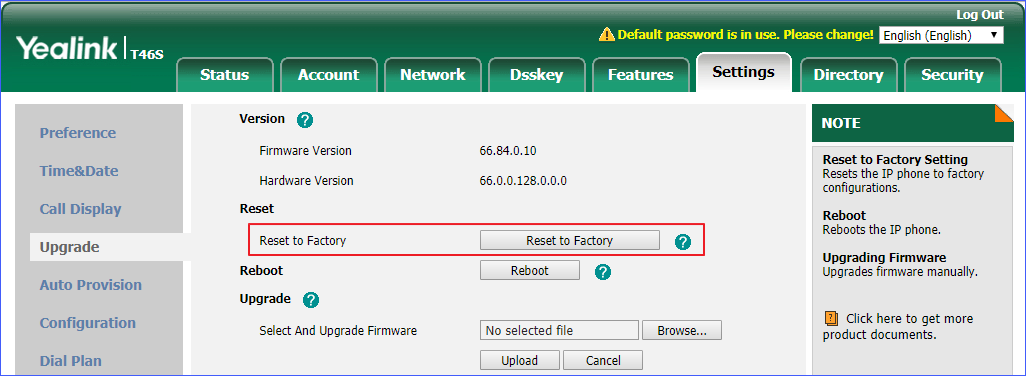 Log Out
Default password is in use. Please change! English (English)
Yealink T46S
Status Account Network Dsskey Features Settings Directory Security
Preference
Time&Date
Call Display
Upgrade
Auto Provision
Configuration
Dial Plan
Version ?
Firmware Version 66.84.0.10
Hardware Version 66.0.0.128.0.0.0
Reset
Reset to Factory Reset to Factory ?
Reboot Reboot ?
Upgrade ?
Select And Upgrade Firmware No selected file Browse...
Upload Cancel
NOTE
Reset to Factory Setting
Resets the IP phone to factory
configurations.
Reboot
Reboots the IP phone.
Upgrading Firmware
Upgrades firmware manually.
? Click here to get more
product documents.